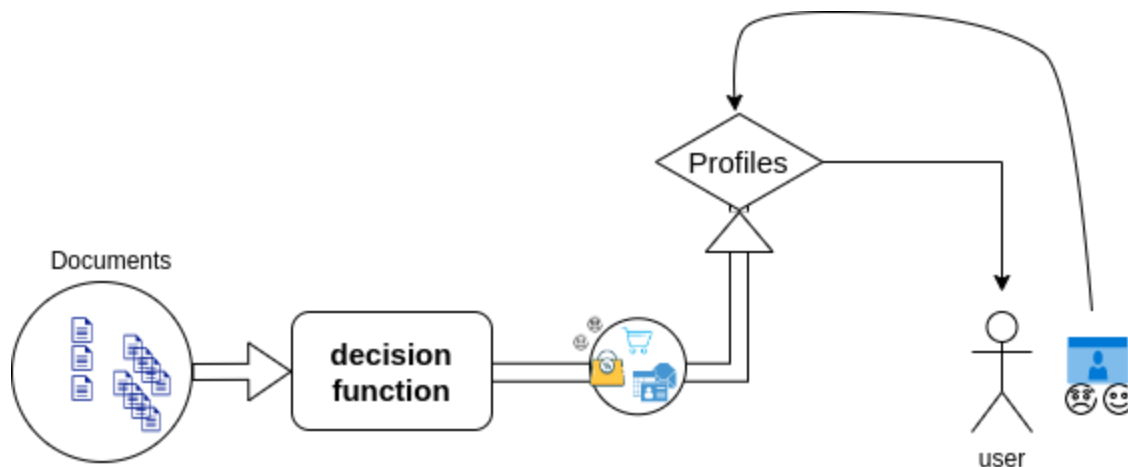 Profiles
Documents
decision
function
user